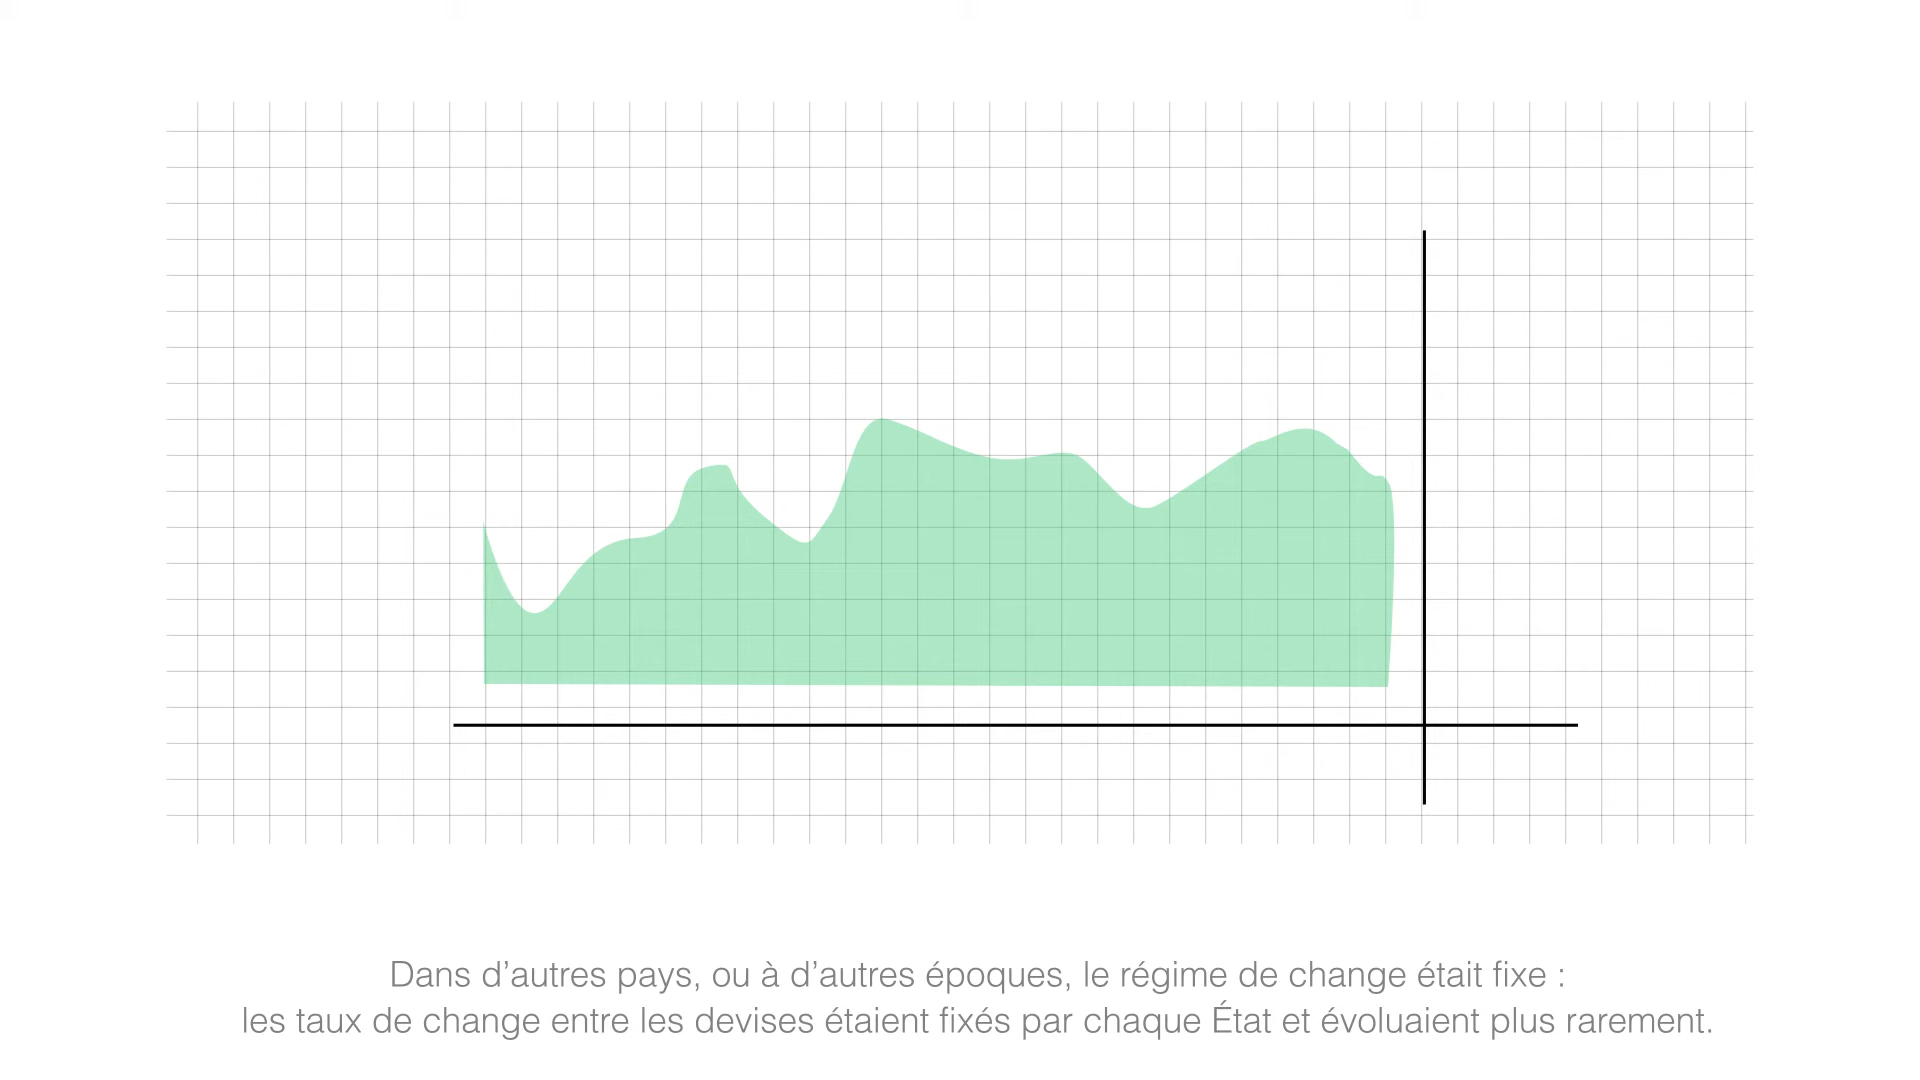 Dans d’autres pays, ou à d’autres époques, le régime de change était fixe :
les taux de change entre les devises étaient fixés par chaque État et évoluaient plus rarement.